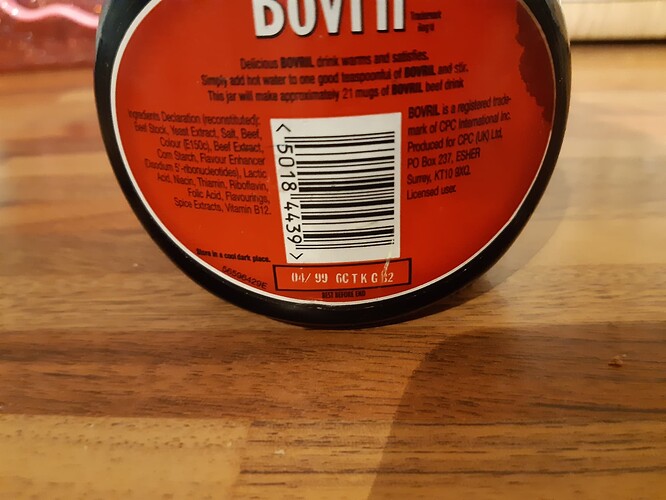 BOVRIL
Trademark
Reg'd
Delicious BOVRIL drink warms and satisfies.
Simply add hot water to one good teaspoonful of BOVRIL and stir.
This jar will make approximately 21 mugs of BOVRIL beef drink
Ingredients Declaration (reconstituted):
Beef Stock, Yeast Extract, Salt, Beef,
Colour (E150c), Beef Extract,
Corn Starch, Flavour Enhancer
(Disodium 5'-ribonucleotides), Lactic
Acid, Niacin, Thiamin, Riboflavin,
Folic Acid, Flavourings,
Spice Extracts, Vitamin B12.
Store in a cool dark place.
< 5018 4439 >
BOVRIL is a registered trade-
mark of CPC International Inc.
Produced for CPC (UK) Ltd.
PO Box 237, ESHER
Surrey, KT10 9XQ.
Licensed user.
04/ 99 GC T K G
BEST BEFORE END